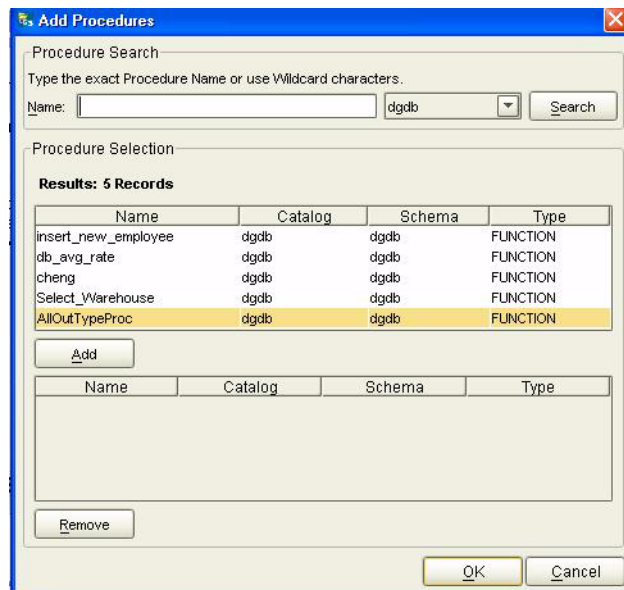 Add Procedures
Procedure Search
Type the exact Procedure Name or use Wildcard characters.
Name: dgdb Search
Procedure Selection
Results: 5 Records
Name Catalog Schema Type
insert_new_employee dgdb dgdb FUNCTION
db_avg_rate dgdb dgdb FUNCTION
cheng dgdb dgdb FUNCTION
Select_Warehouse dgdb dgdb FUNCTION
AllOutTypeProc dgdb dgdb FUNCTION
Add
Name Catalog Schema Type
Remove
OK Cancel